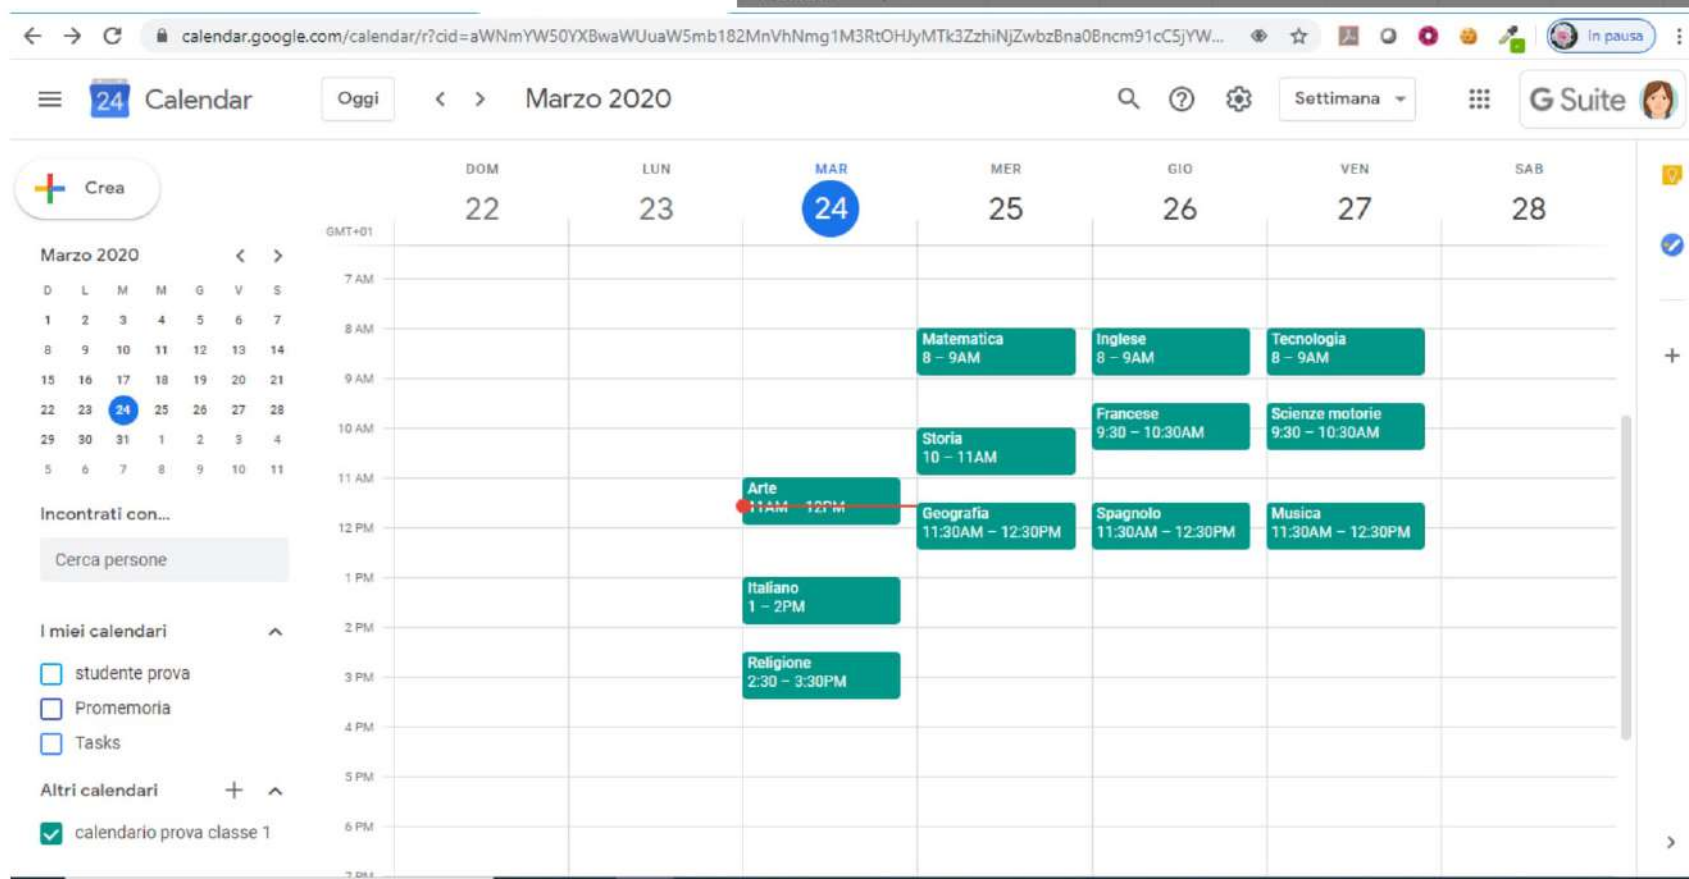 calendar.google.com/calendar/r?cid=aWNmYW50YXBwaWUuaW5mb182MnVhNmg1M3RtOHJyMTk3ZzhiNjZwbzBna0Bncm91cC5jYW...
In pausa
24 Calendar
Oggi
Marzo 2020
Settimana
G Suite
Crea
DOM LUN MAR MER GIO VEN SAB
22 23 24 25 26 27 28
GMT+01
Marzo 2020
D L M M G V S
1 2 3 4 5 6 7
8 9 10 11 12 13 14
15 16 17 18 19 20 21
22 23 24 25 26 27 28
29 30 31 1 2 3 4
5 6 7 8 9 10 11
Incontrati con...
Cerca persone
I miei calendari
studente prova
Promemoria
Tasks
Altri calendari
calendario prova classe 1
7 AM
8 AM
9 AM
10 AM
11 AM
12 PM
1 PM
2 PM
3 PM
4 PM
5 PM
6 PM
7 PM
Arte
11AM – 12PM
Italiano
1 – 2PM
Religione
2:30 – 3:30PM
Matematica
8 – 9AM
Storia
10 – 11AM
Geografia
11:30AM – 12:30PM
Inglese
8 – 9AM
Francese
9:30 – 10:30AM
Spagnolo
11:30AM – 12:30PM
Tecnologia
8 – 9AM
Scienze motorie
9:30 – 10:30AM
Musica
11:30AM – 12:30PM